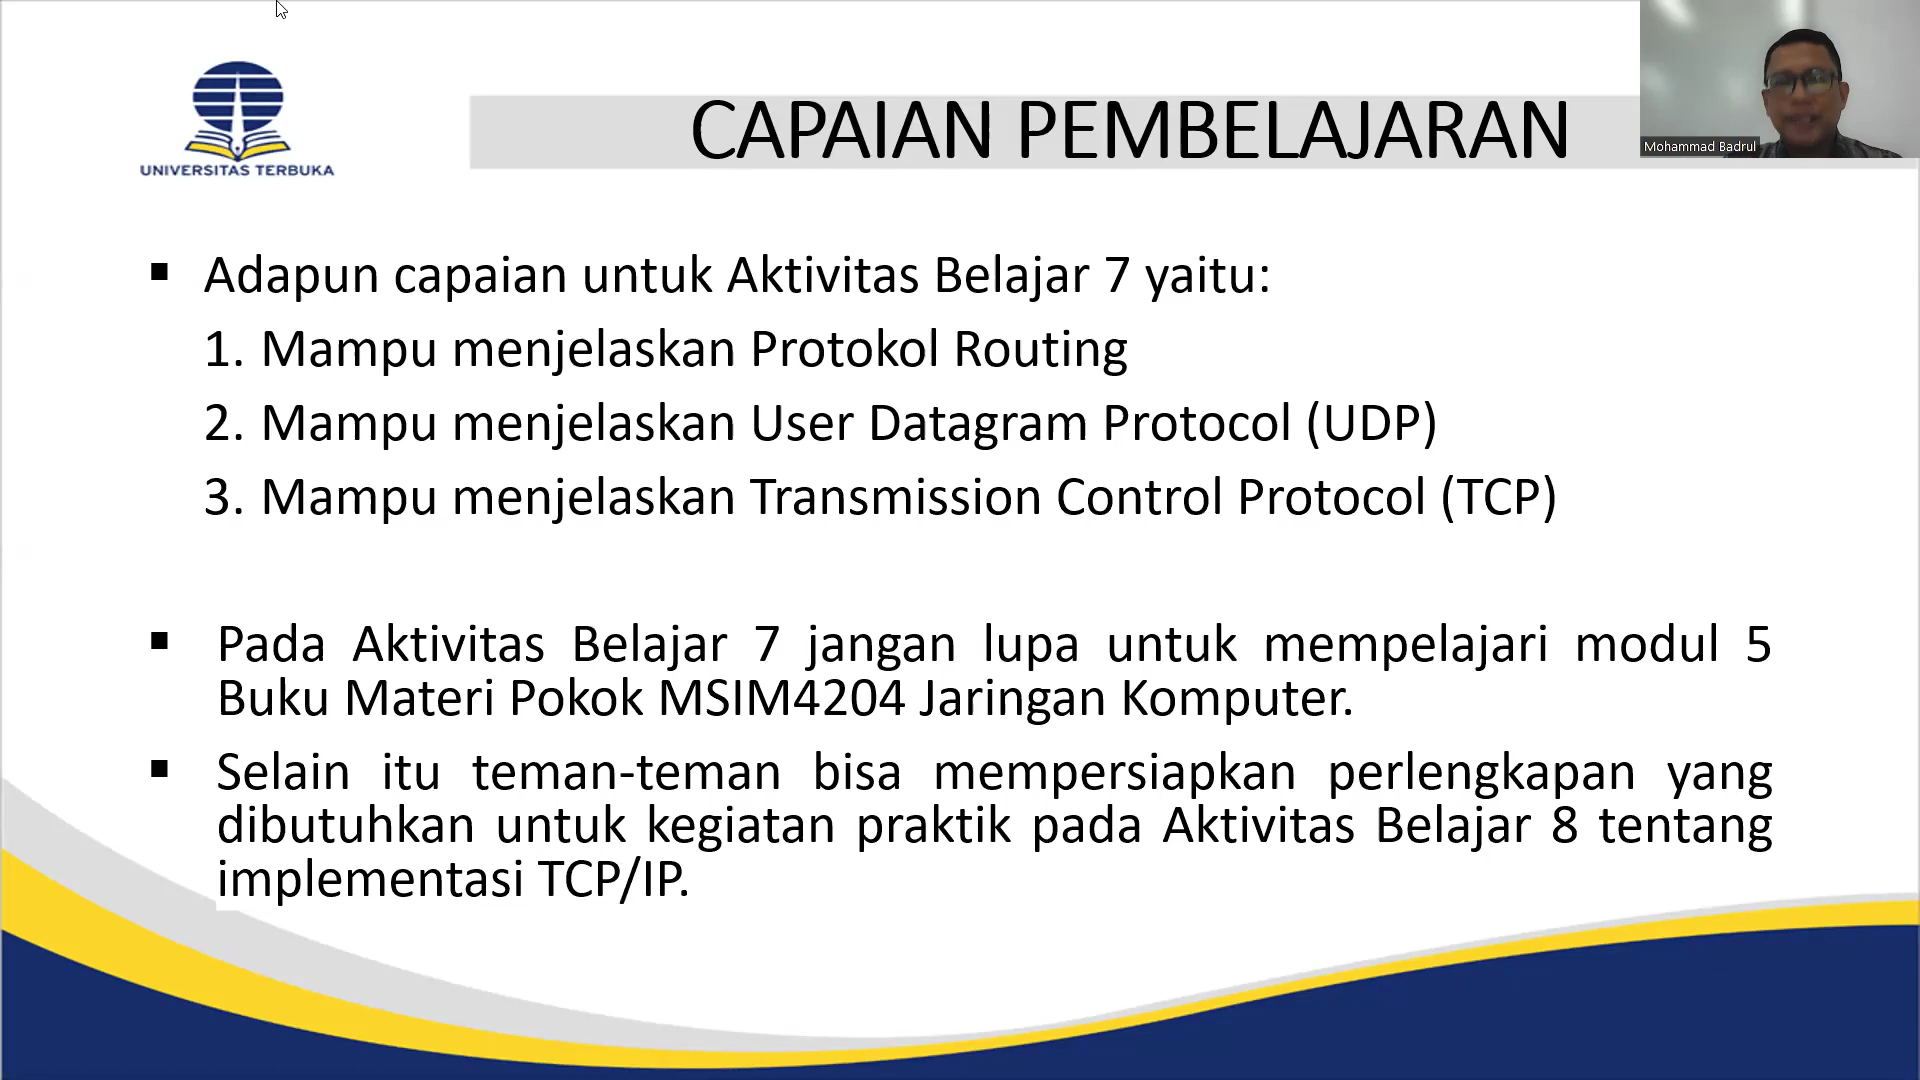 UNIVERSITAS TERBUKA
CAPAIAN PEMBELAJARAN
Mohammad Badrul
▪ Adapun capaian untuk Aktivitas Belajar 7 yaitu:
1. Mampu menjelaskan Protokol Routing
2. Mampu menjelaskan User Datagram Protocol (UDP)
3. Mampu menjelaskan Transmission Control Protocol (TCP)
▪ Pada Aktivitas Belajar 7 jangan lupa untuk mempelajari modul 5
Buku Materi Pokok MSIM4204 Jaringan Komputer.
▪ Selain itu teman-teman bisa mempersiapkan perlengkapan yang
dibutuhkan untuk kegiatan praktik pada Aktivitas Belajar 8 tentang
implementasi TCP/IP.